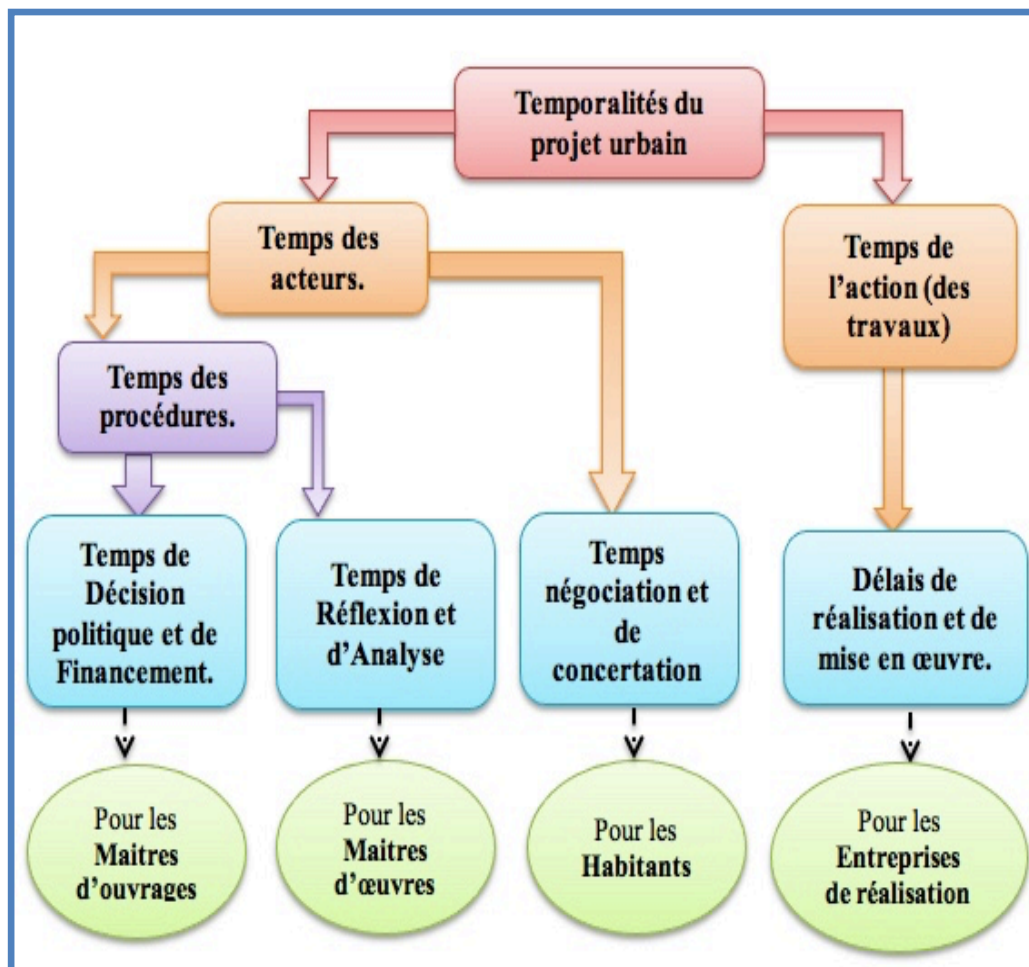 Temporalités du
projet urbain
Temps des
acteurs.
Temps de
l'action (des
travaux)
Temps des
procédures.
Temps de
Décision
politique et de
Financement.
Temps de
Réflexion et
d'Analyse
Temps
négociation et
de
concertation
Délais de
réalisation et de
mise en œuvre.
Pour les
Maitres
d'ouvrages
Pour les
Maitres
d'œuvres
Pour les
Habitants
Pour les
Entreprises
de réalisation